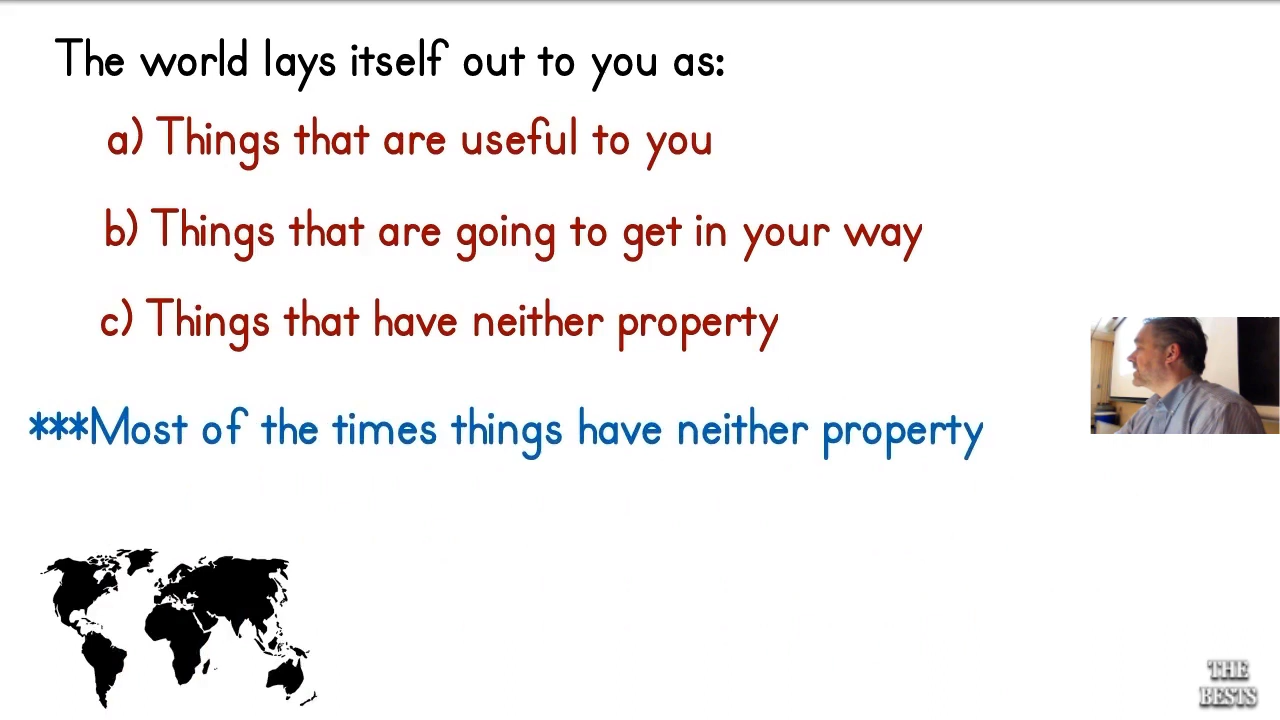 The world lays itself out to you as:
a) Things that are useful to you
b) Things that are going to get in your way
c) Things that have neither property
***Most of the times things have neither property
THE
BESTS